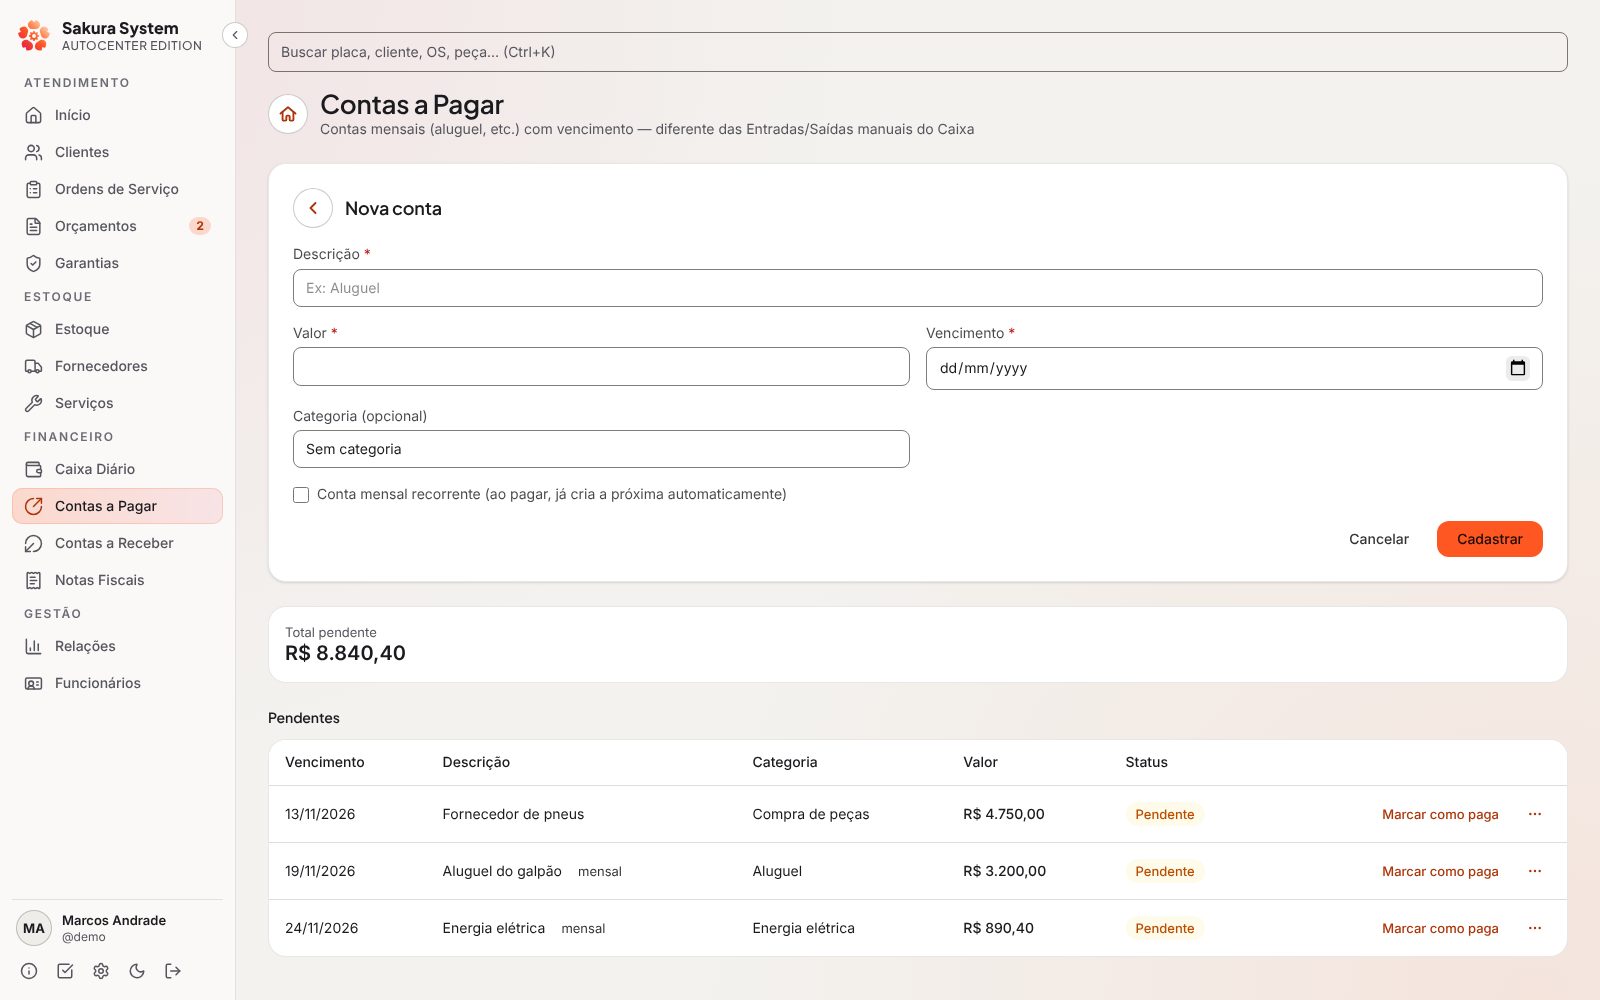 Sakura System
AUTOCENTER EDITION
ATENDIMENTO
Início
Clientes
Ordens de Serviço
Orçamentos 2
Garantias
ESTOQUE
Estoque
Fornecedores
Serviços
FINANCEIRO
Caixa Diário
Contas a Pagar
Contas a Receber
Notas Fiscais
GESTÃO
Relações
Funcionários
MA
Marcos Andrade
@demo
Buscar placa, cliente, OS, peça... (Ctrl+K)
Contas a Pagar
Contas mensais (aluguel, etc.) com vencimento — diferente das Entradas/Saídas manuais do Caixa
Nova conta
Descrição *
Ex: Aluguel
Valor * Vencimento *
dd/mm/yyyy
Categoria (opcional)
Sem categoria
Conta mensal recorrente (ao pagar, já cria a próxima automaticamente)
Cancelar Cadastrar
Total pendente
R$ 8.840,40
Pendentes
Vencimento Descrição Categoria Valor Status
13/11/2026 Fornecedor de pneus Compra de peças R$ 4.750,00 Pendente Marcar como paga ...
19/11/2026 Aluguel do galpão mensal Aluguel R$ 3.200,00 Pendente Marcar como paga ...
24/11/2026 Energia elétrica mensal Energia elétrica R$ 890,40 Pendente Marcar como paga ...